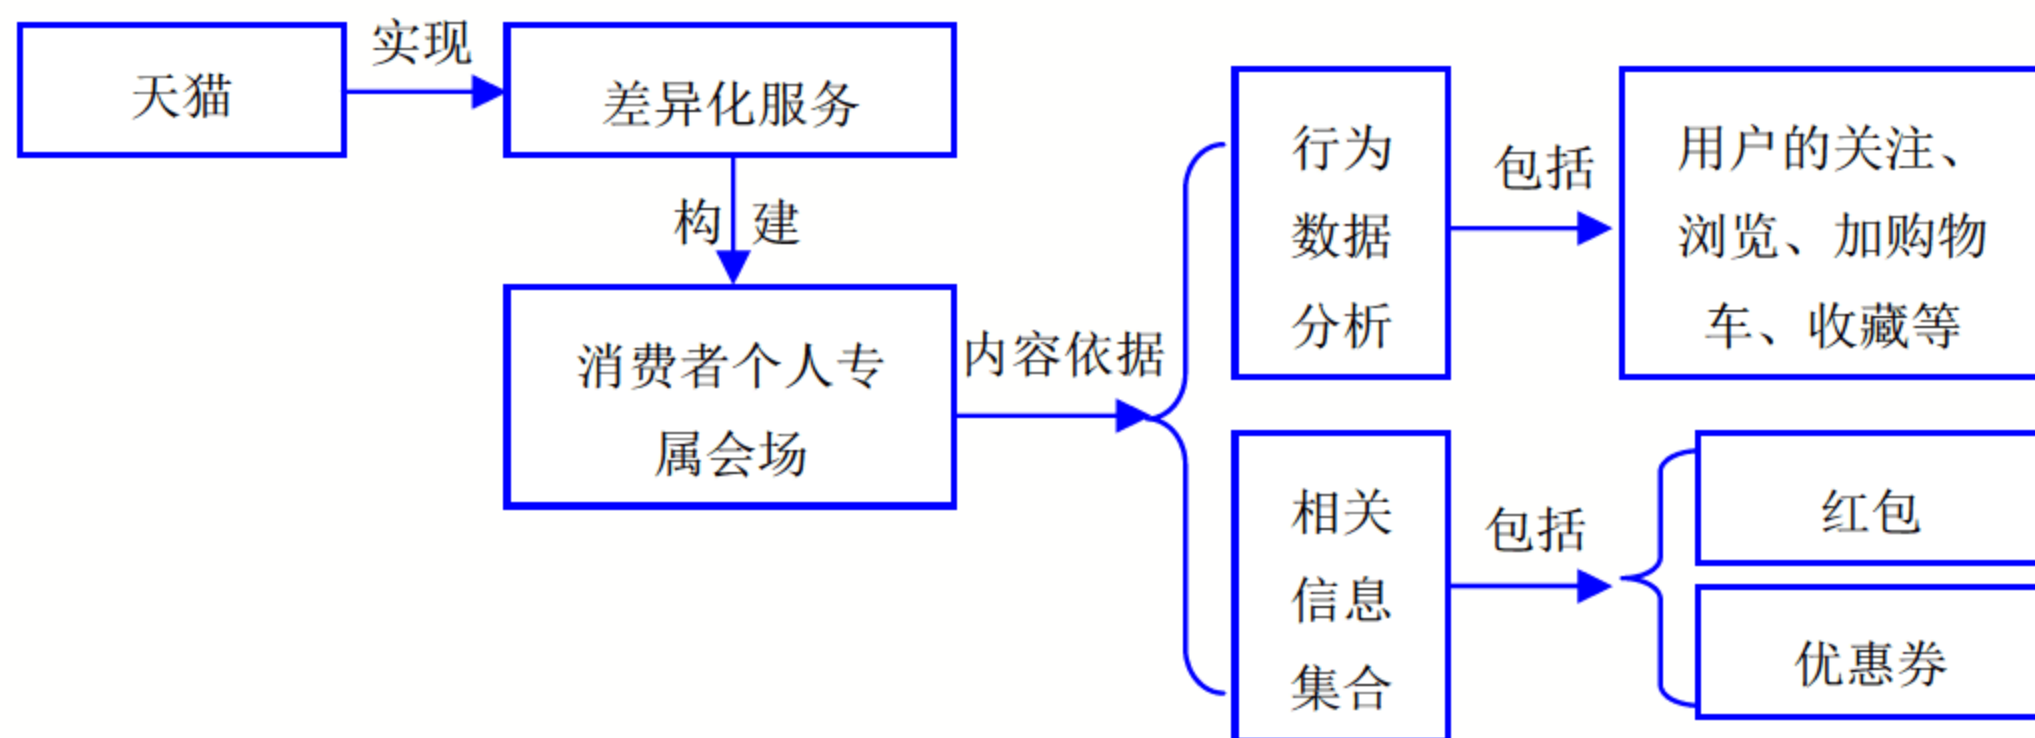 天猫
实现
差异化服务
构 建
消费者个人专
属会场
内容依据
行为
数据
分析
包括
用户的关注、
浏览、加购物
车、收藏等
相关
信息
集合
包括
红包
优惠券